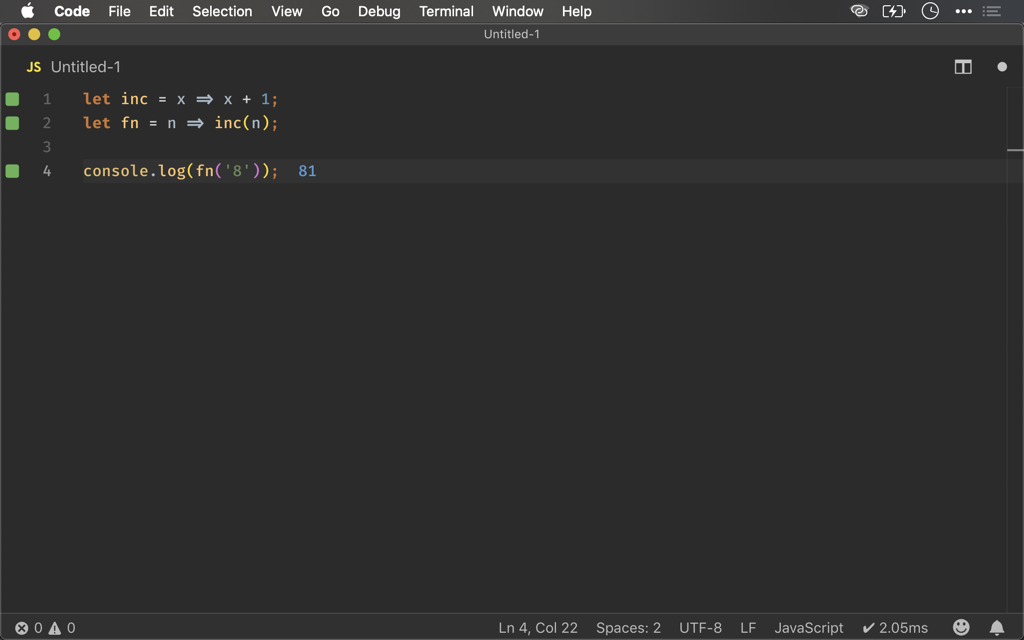 Code File Edit Selection View Go Debug Terminal Window Help
Untitled-1
JS Untitled-1
1 let inc = x => x + 1;
2 let fn = n => inc(n);
3
4 console.log(fn('8')); 81
0 0 Ln 4, Col 22 Spaces: 2 UTF-8 LF JavaScript ✔ 2.05ms